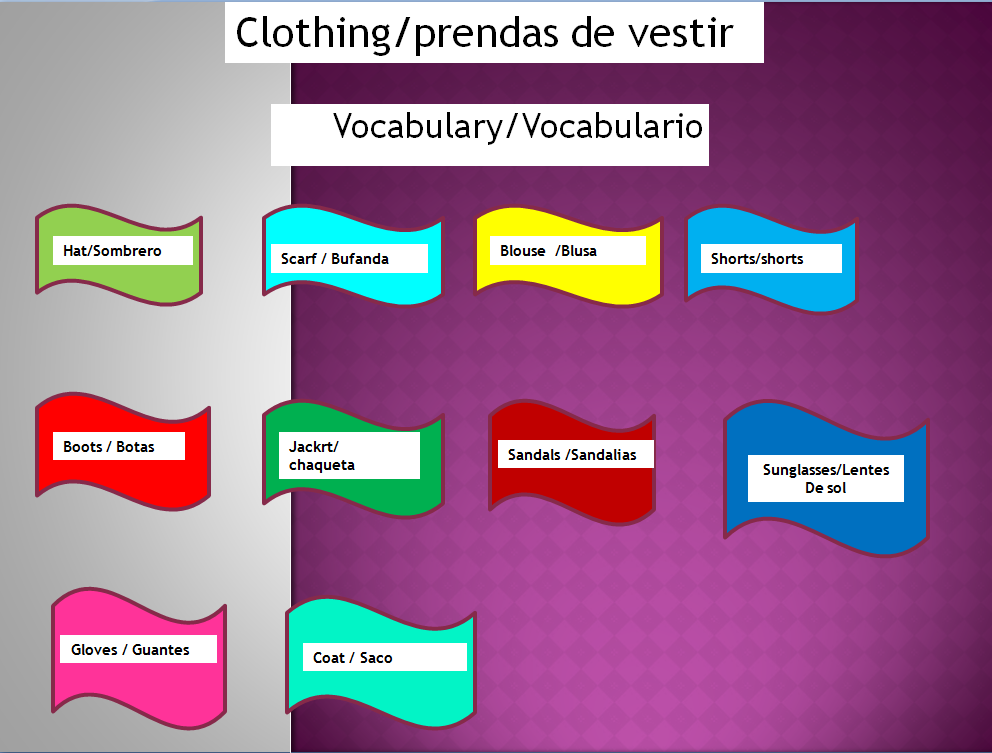 Clothing/prendas de vestir
Vocabulary/Vocabulario
Hat/Sombrero
Scarf / Bufanda
Blouse /Blusa
Shorts/shorts
Boots / Botas
Jackrt/
chaqueta
Sandals /Sandalias
Sunglasses/Lentes
De sol
Gloves / Guantes
Coat / Saco